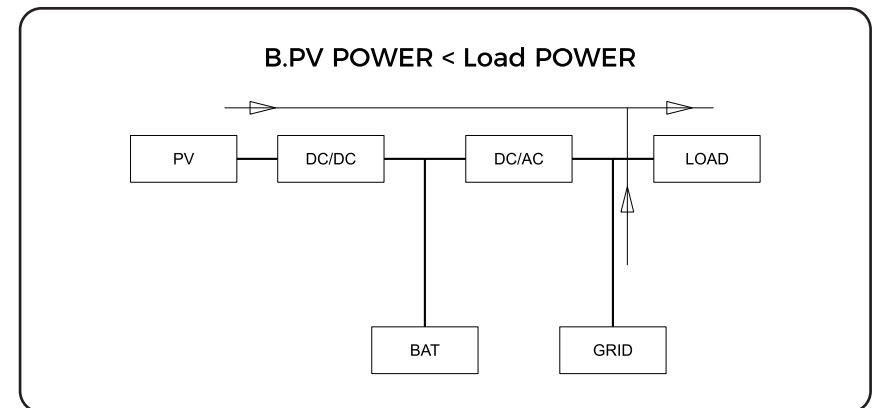 B.PV POWER < Load POWER
PV
DC/DC
DC/AC
LOAD
BAT
GRID